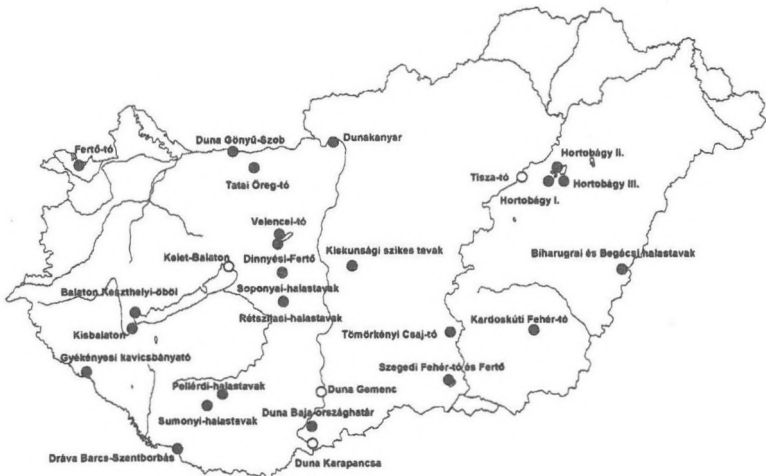 Fertő-tó
Duna Gönyű-Szob
Dunakanyar
Tatai Öreg-tó
Hortobágy II.
Tisza-tó
Hortobágy III.
Hortobágy I.
Velencei-tó
Kelet-Balaton
Dinnyési-Fertő
Kiskunsági szikes tavak
Biharugrai és Begécsi halastavak
Soponyai-halastavak
Balaton Keszthelyi-öböl
Rétszilasi-halastavak
Kisbalaton
Tömörkényi Csaj-tó
Kardoskúti Fehér-tó
Gyékényesi kavicsbányató
Pellérdi-halastavak
Szegedi Fehér-tó és Fertő
Duna Gemenc
Sumonyi-halastavak
Duna Baja-országhatár
Dráva Barcs-Szentborbás
Duna Karapancsa